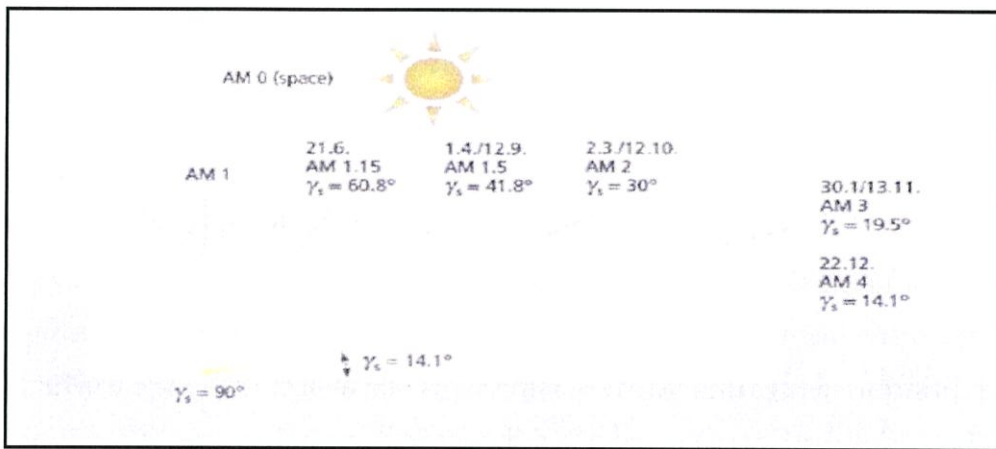 AM 0 (space)
AM 1
21.6.
AM 1.15
γs = 60.8°
1.4./12.9.
AM 1.5
γs = 41.8°
2.3./12.10.
AM 2
γs = 30°
30.1/13.11.
AM 3
γs = 19.5°
22.12.
AM 4
γs = 14.1°
γs = 14.1°
γs = 90°